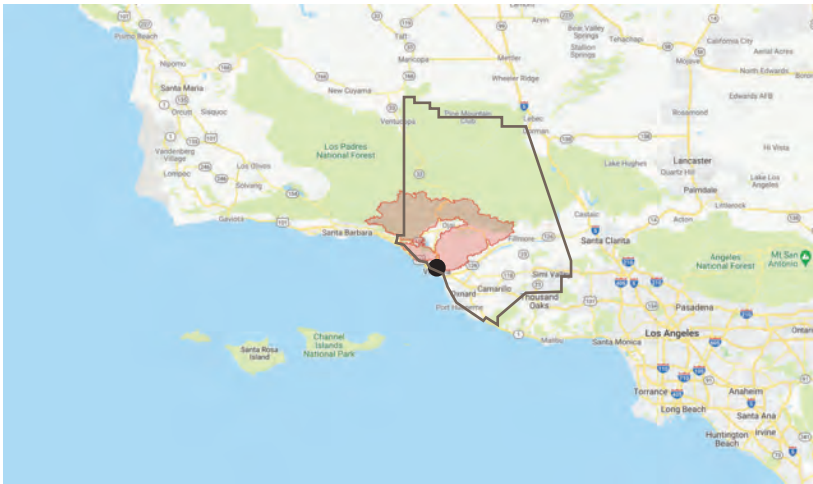 Pismo Beach
Nipomo
Santa Maria
Orcutt
Sisquoc
Vandenberg
Village
Lompoc
Los Olivos
Solvang
Gaviota
Santa Barbara
New Cuyama
Ventucopa
Los Padres
National Forest
Taft
Maricopa
Arvin
Mettler
Wheeler Ridge
Pine Mountain
Club
Lebec
Gorman
Bear Valley
Springs
Stallion
Springs
Tehachapi
California City
Mojave
Aerial Acres
North Edwards
Boron
Edwards AFB
Rosamond
Lancaster
Quartz Hill
Palmdale
Lake Hughes
Hi Vista
Lake Los
Angeles
Littlerock
Acton
Castaic
Santa Clarita
Ojai
Fillmore
Simi Valley
Camarillo
Oxnard
Thousand
Oaks
Port Hueneme
Malibu
Santa Monica
Los Angeles
Pasadena
Angeles
National Forest
Mt San
Antonio
Ontario
Torrance
Long Beach
Anaheim
Santa Ana
Huntington
Beach
Irvine
Santa Rosa
Island
Channel
Islands
National Park